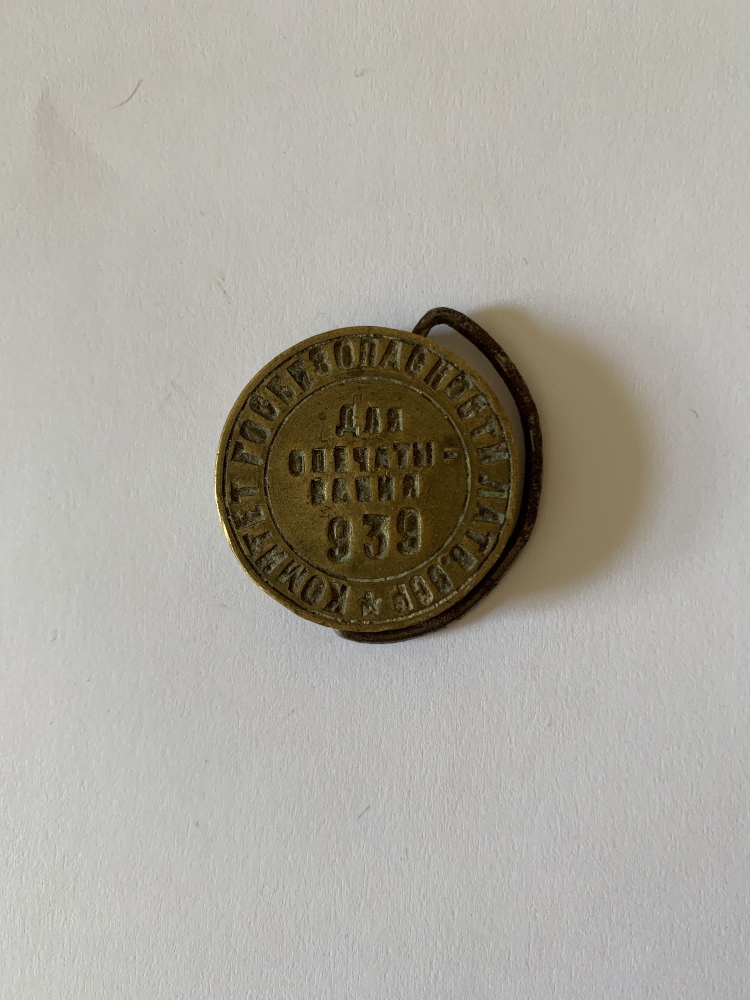 КОМИТЕТ ГОСБЕЗОПАСНОСТИ ЛАТВ.ССР
ДЛЯ
ОПЕЧАТЫ-
ВАНИЯ
939